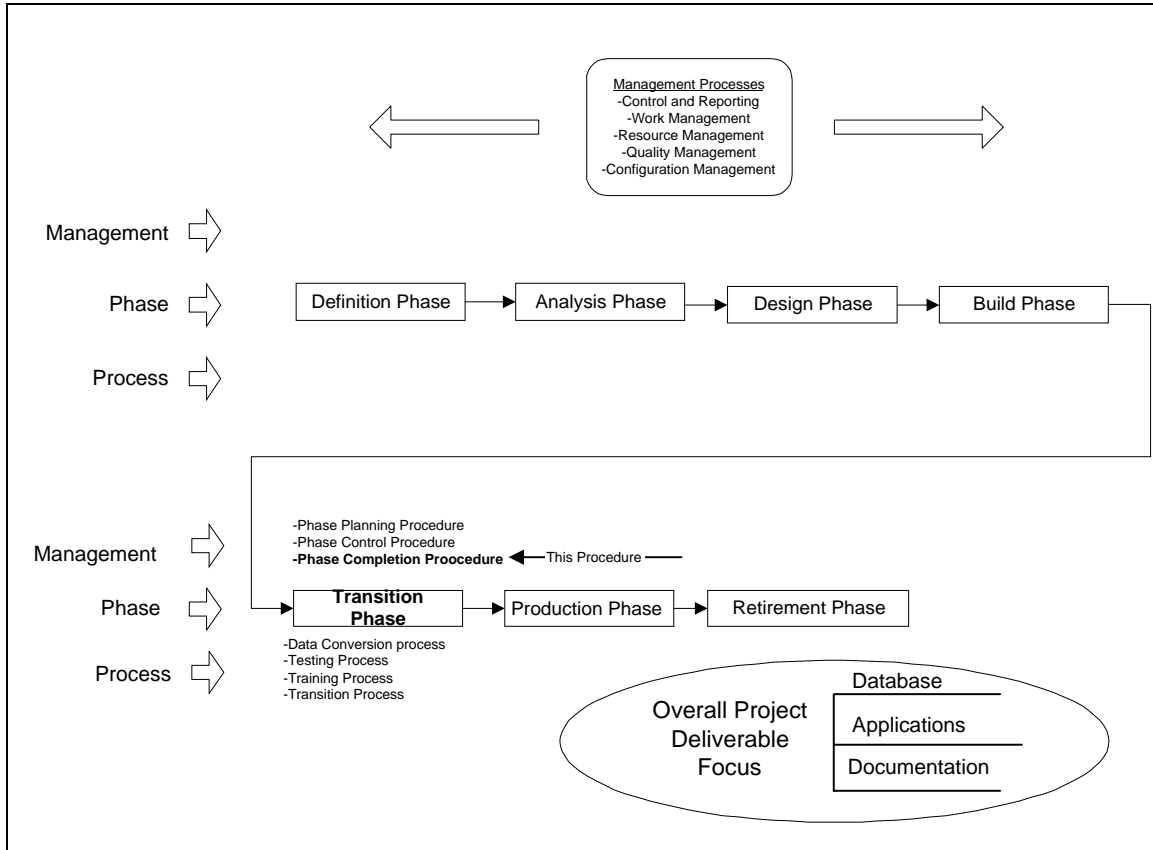 Management Processes
-Control and Reporting
-Work Management
-Resource Management
-Quality Management
-Configuration Management
Management
Phase
Definition Phase
Analysis Phase
Design Phase
Build Phase
Process
-Phase Planning Procedure
-Phase Control Procedure
-Phase Completion Proocedure
This Procedure
Management
Phase
Transition
Phase
Production Phase
Retirement Phase
Process
-Data Conversion process
-Testing Process
-Training Process
-Transition Process
Overall Project
Deliverable
Focus
Database
Applications
Documentation